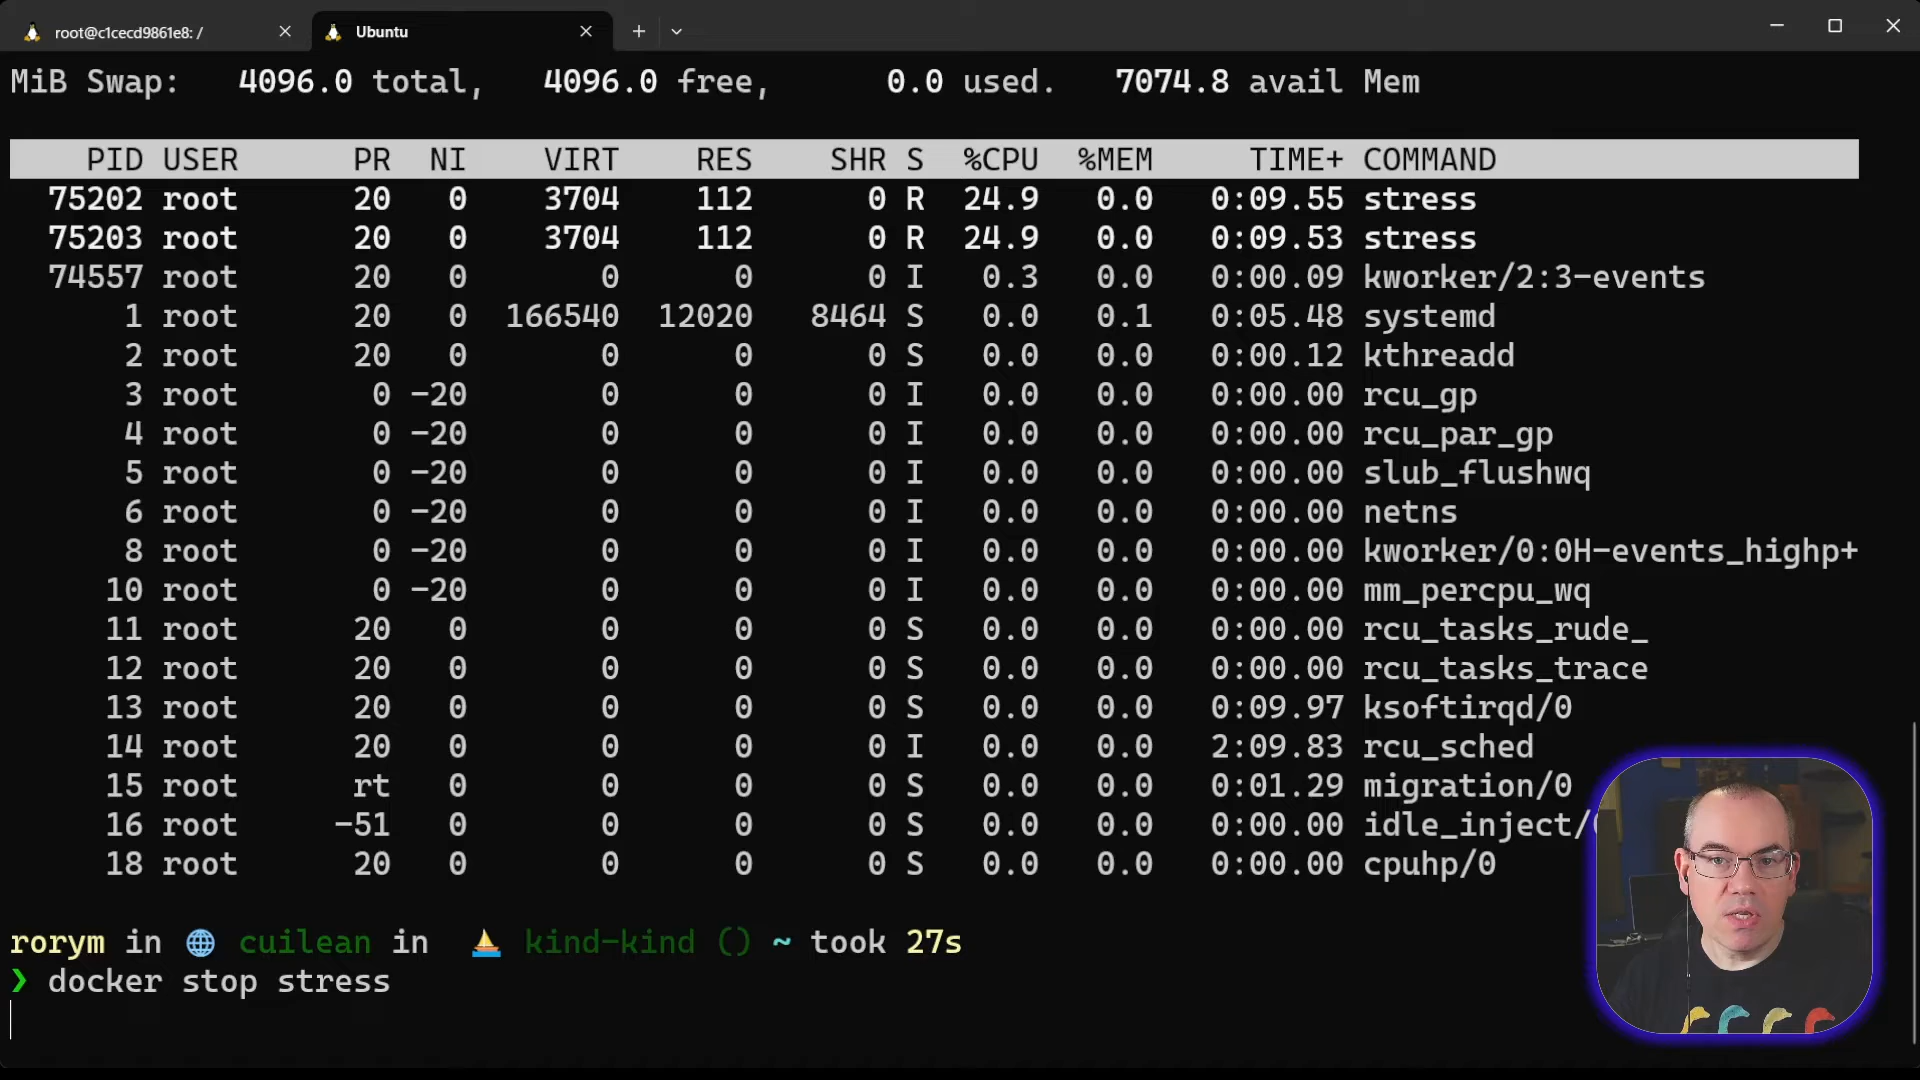 root@c1cecd9861e8: /
Ubuntu
MiB Swap: 4096.0 total, 4096.0 free, 0.0 used. 7074.8 avail Mem
PID USER PR NI VIRT RES SHR S %CPU %MEM TIME+ COMMAND
75202 root 20 0 3704 112 0 R 24.9 0.0 0:09.55 stress
75203 root 20 0 3704 112 0 R 24.9 0.0 0:09.53 stress
74557 root 20 0 0 0 0 I 0.3 0.0 0:00.09 kworker/2:3-events
1 root 20 0 166540 12020 8464 S 0.0 0.1 0:05.48 systemd
2 root 20 0 0 0 0 S 0.0 0.0 0:00.12 kthreadd
3 root 0 -20 0 0 0 I 0.0 0.0 0:00.00 rcu_gp
4 root 0 -20 0 0 0 I 0.0 0.0 0:00.00 rcu_par_gp
5 root 0 -20 0 0 0 I 0.0 0.0 0:00.00 slub_flushwq
6 root 0 -20 0 0 0 I 0.0 0.0 0:00.00 netns
8 root 0 -20 0 0 0 I 0.0 0.0 0:00.00 kworker/0:0H-events_highp+
10 root 0 -20 0 0 0 I 0.0 0.0 0:00.00 mm_percpu_wq
11 root 20 0 0 0 0 S 0.0 0.0 0:00.00 rcu_tasks_rude_
12 root 20 0 0 0 0 S 0.0 0.0 0:00.00 rcu_tasks_trace
13 root 20 0 0 0 0 S 0.0 0.0 0:09.97 ksoftirqd/0
14 root 20 0 0 0 0 I 0.0 0.0 2:09.83 rcu_sched
15 root rt 0 0 0 0 S 0.0 0.0 0:01.29 migration/0
16 root -51 0 0 0 0 S 0.0 0.0 0:00.00 idle_inject/
18 root 20 0 0 0 0 S 0.0 0.0 0:00.00 cpuhp/0
rorym in 🌐 cuilean in ⛵ kind-kind () ~ took 27s
❯ docker stop stress